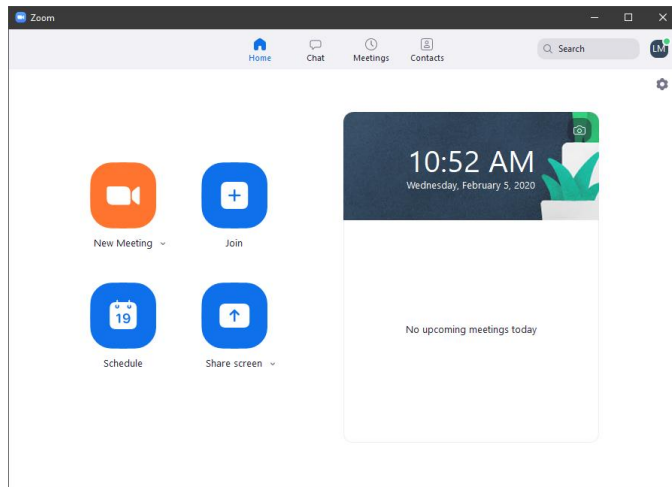 Zoom
Home
Chat
Meetings
Contacts
Search
LM
10:52 AM
Wednesday, February 5, 2020
New Meeting
Join
19
Schedule
Share screen
No upcoming meetings today